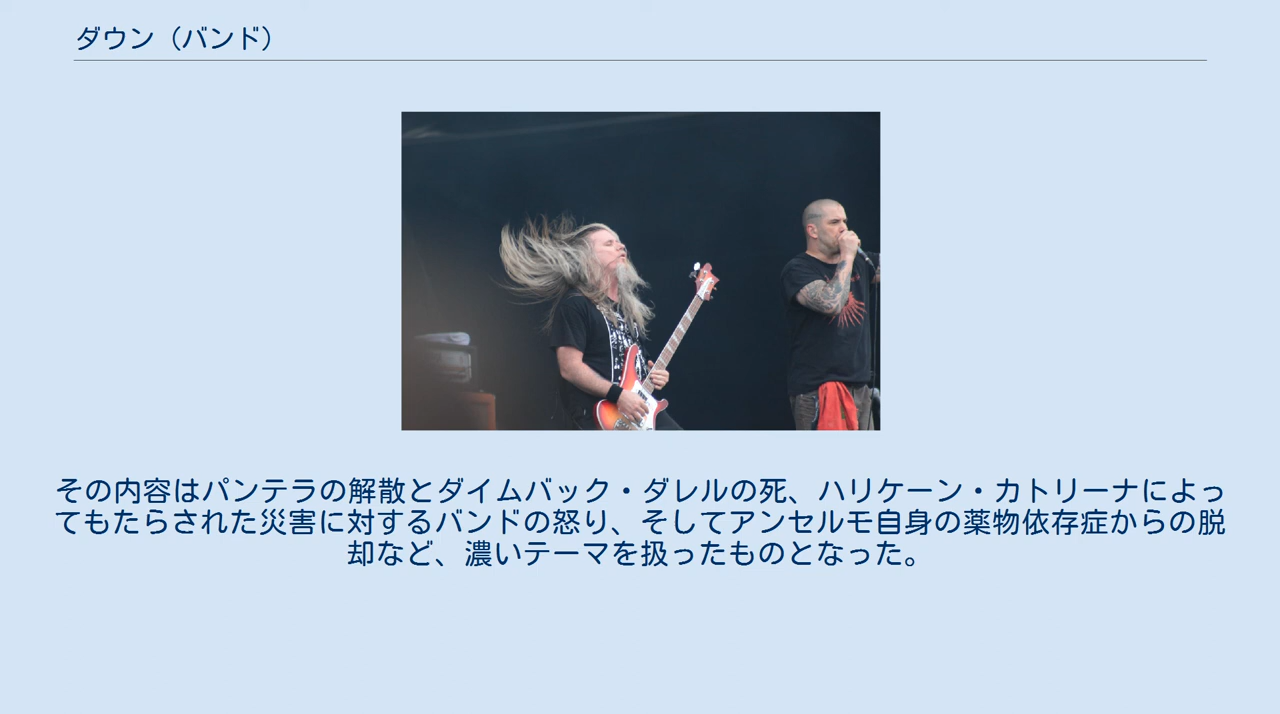 ダウン（バンド）
その内容はパンテラの解散とダイムバック・ダレルの死、ハリケーン・カトリーナによっ
てもたらされた災害に対するバンドの怒り、そしてアンセルモ自身の薬物依存症からの脱
却など、濃いテーマを扱ったものとなった。